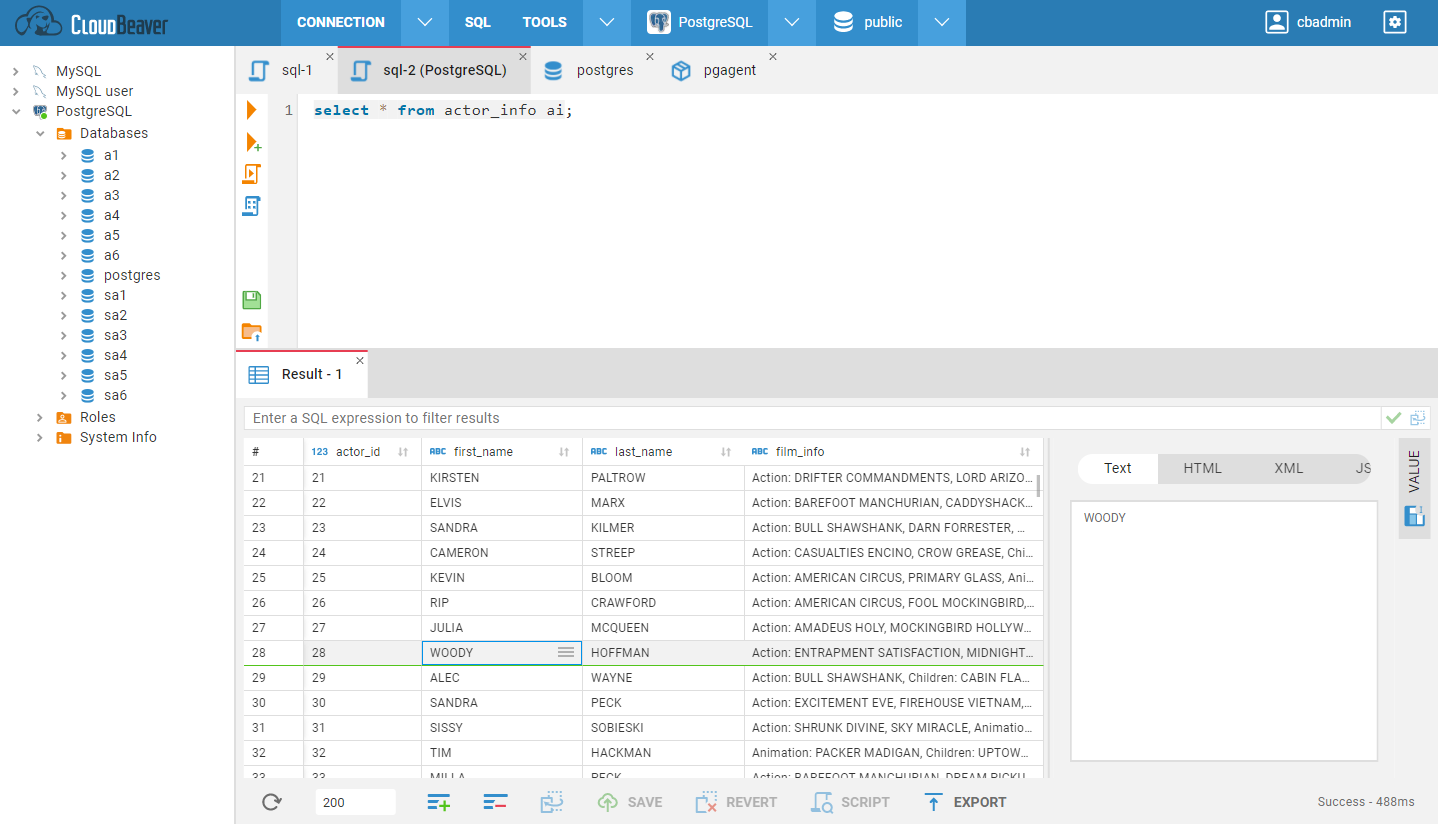 CloudBeaver CONNECTION SQL TOOLS PostgreSQL public cbadmin
MySQL
MySQL user
PostgreSQL
Databases
a1
a2
a3
a4
a5
a6
postgres
sa1
sa2
sa3
sa4
sa5
sa6
Roles
System Info
sql-1 sql-2 (PostgreSQL) postgres pgagent
1 select * from actor_info ai;
Result - 1
Enter a SQL expression to filter results
# 123 actor_id ABC first_name ABC last_name ABC film_info
21 21 KIRSTEN PALTROW Action: DRIFTER COMMANDMENTS, LORD ARIZO...
22 22 ELVIS MARX Action: BAREFOOT MANCHURIAN, CADDYSHACK...
23 23 SANDRA KILMER Action: BULL SHAWSHANK, DARN FORRESTER, ...
24 24 CAMERON STREEP Action: CASUALTIES ENCINO, CROW GREASE, Chi...
25 25 KEVIN BLOOM Action: AMERICAN CIRCUS, PRIMARY GLASS, Ani...
26 26 RIP CRAWFORD Action: AMERICAN CIRCUS, FOOL MOCKINGBIRD,...
27 27 JULIA MCQUEEN Action: AMADEUS HOLY, MOCKINGBIRD HOLLYW...
28 28 WOODY HOFFMAN Action: ENTRAPMENT SATISFACTION, MIDNIGHT...
29 29 ALEC WAYNE Action: BULL SHAWSHANK, Children: CABIN FLA...
30 30 SANDRA PECK Action: EXCITEMENT EVE, FIREHOUSE VIETNAM,...
31 31 SISSY SOBIESKI Action: SHRUNK DIVINE, SKY MIRACLE, Animatio...
32 32 TIM HACKMAN Animation: PACKER MADIGAN, Children: UPTOW...
33 33 MILLA PECK Action: BAREFOOT MANCHURIAN, DREAM PICKU...
Text HTML XML JS
WOODY
VALUE
200 SAVE REVERT SCRIPT EXPORT Success - 488ms